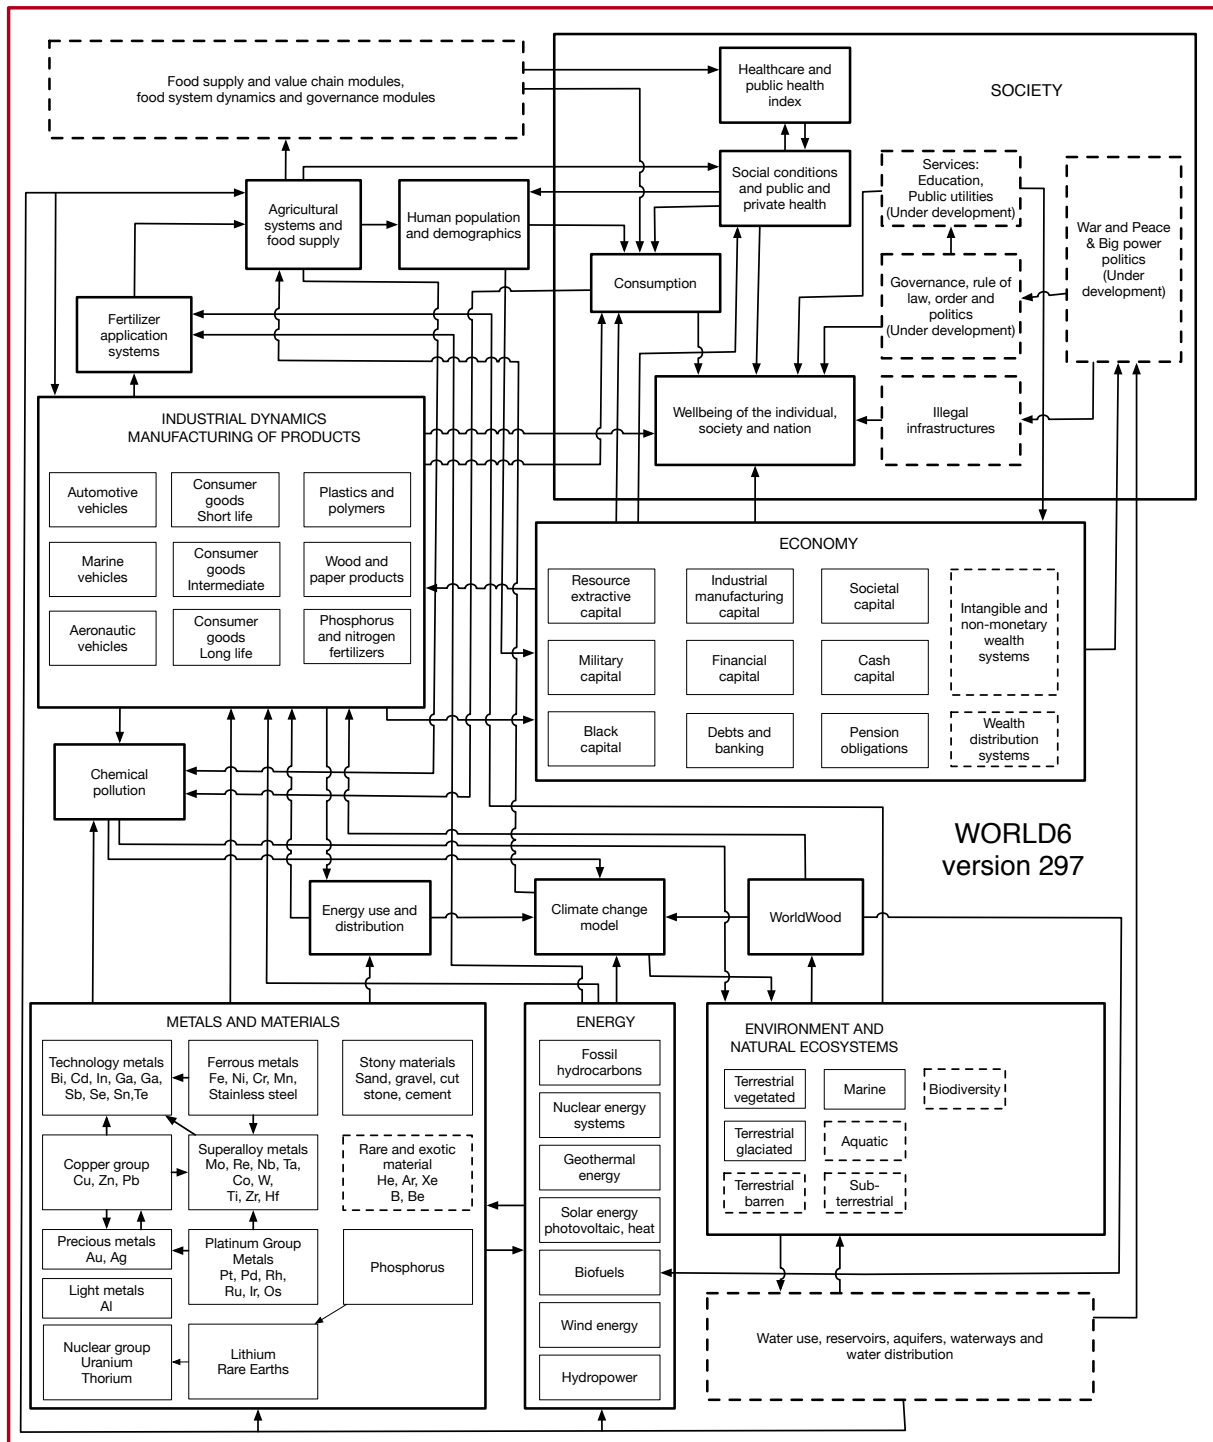 Food supply and value chain modules,
food system dynamics and governance modules
Healthcare and
public health
index
SOCIETY
Agricultural
systems and
food supply
Human population
and demographics
Social conditions
and public and
private health
Services:
Education,
Public utilities
(Under development)
War and Peace
& Big power
politics
(Under
development)
Fertilizer
application
systems
Consumption
Governance, rule of
law, order and
politics
(Under development)
Wellbeing of the individual,
society and nation
Illegal
infrastructures
INDUSTRIAL DYNAMICS
MANUFACTURING OF PRODUCTS
Automotive
vehicles
Consumer
goods
Short life
Plastics and
polymers
Marine
vehicles
Consumer
goods
Intermediate
Wood and
paper products
Aeronautic
vehicles
Consumer
goods
Long life
Phosphorus
and nitrogen
fertilizers
ECONOMY
Resource
extractive
capital
Industrial
manufacturing
capital
Societal
capital
Intangible and
non-monetary
wealth
systems
Military
capital
Financial
capital
Cash
capital
Black
capital
Debts and
banking
Pension
obligations
Wealth
distribution
systems
Chemical
pollution
WORLD6
version 297
Energy use and
distribution
Climate change
model
WorldWood
METALS AND MATERIALS
Technology metals
Bi, Cd, In, Ga, Ga,
Sb, Se, Sn,Te
Ferrous metals
Fe, Ni, Cr, Mn,
Stainless steel
Stony materials
Sand, gravel, cut
stone, cement
Copper group
Cu, Zn, Pb
Superalloy metals
Mo, Re, Nb, Ta,
Co, W,
Ti, Zr, Hf
Rare and exotic
material
He, Ar, Xe
B, Be
Precious metals
Au, Ag
Platinum Group
Metals
Pt, Pd, Rh,
Ru, Ir, Os
Phosphorus
Light metals
Al
Nuclear group
Uranium
Thorium
Lithium
Rare Earths
ENERGY
Fossil
hydrocarbons
Nuclear energy
systems
Geothermal
energy
Solar energy
photovoltaic, heat
Biofuels
Wind energy
Hydropower
ENVIRONMENT AND
NATURAL ECOSYSTEMS
Terrestrial
vegetated
Marine
Biodiversity
Terrestrial
glaciated
Aquatic
Terrestrial
barren
Sub-
terrestrial
Water use, reservoirs, aquifers, waterways and
water distribution